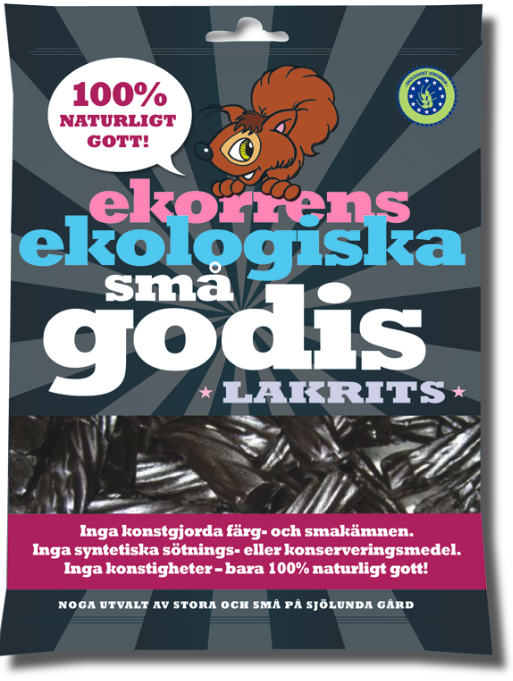 100%
NATURLIGT
GOTT!
ekorrens
ekologiska
små
godis
LAKRITS
Inga konstgjorda färg- och smakämnen.
Inga syntetiska sötnings- eller konserveringsmedel.
Inga konstigheter – bara 100% naturligt gott!
NOGA UTVALT AV STORA OCH SMÅ PÅ SJÖLUNDA GÅRD